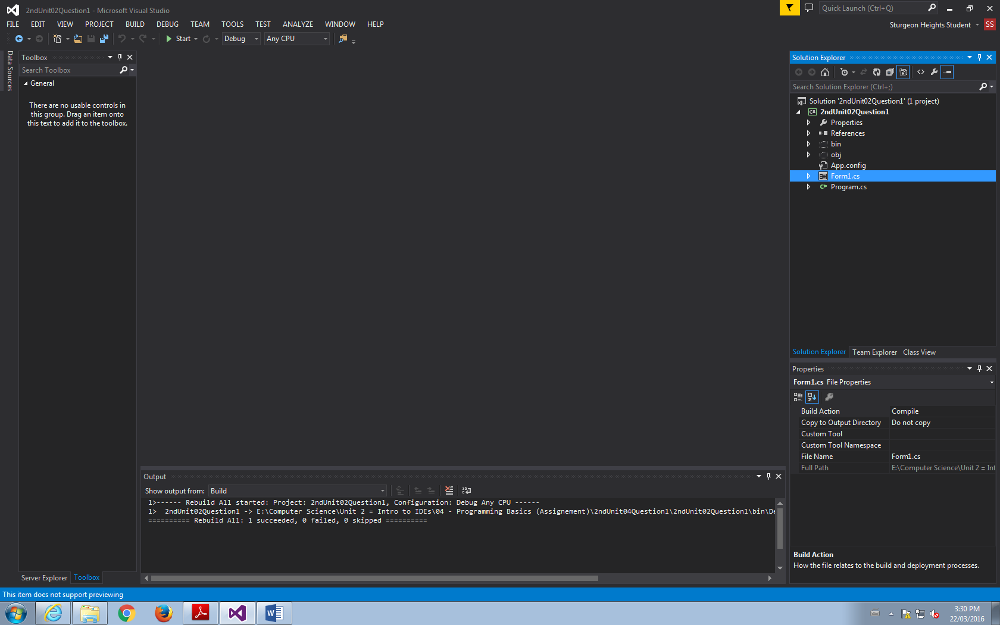 2ndUnit02Question1 - Microsoft Visual Studio
Quick Launch (Ctrl+Q)
FILE EDIT VIEW PROJECT BUILD DEBUG TEAM TOOLS TEST ANALYZE WINDOW HELP
Sturgeon Heights Student SS
Start Debug Any CPU
Data Sources
Toolbox
Search Toolbox
General
There are no usable controls in
this group. Drag an item onto
this text to add it to the toolbox.
Server Explorer Toolbox
Output
Show output from: Build
1>------ Rebuild All started: Project: 2ndUnit02Question1, Configuration: Debug Any CPU ------
1>  2ndUnit02Question1 -> E:\Computer Science\Unit 2 = Intro to IDEs\04 - Programming Basics (Assignement)\2ndUnit04Question1\2ndUnit02Question1\bin\De
========== Rebuild All: 1 succeeded, 0 failed, 0 skipped ==========
Solution Explorer
Search Solution Explorer (Ctrl+;)
Solution '2ndUnit02Question1' (1 project)
C# 2ndUnit02Question1
Properties
References
bin
obj
App.config
Form1.cs
C# Program.cs
Solution Explorer Team Explorer Class View
Properties
Form1.cs File Properties
Build Action Compile
Copy to Output Directory Do not copy
Custom Tool
Custom Tool Namespace
File Name Form1.cs
Full Path E:\Computer Science\Unit 2 = Int
Build Action
How the file relates to the build and deployment processes.
This item does not support previewing
3:30 PM
22/03/2016